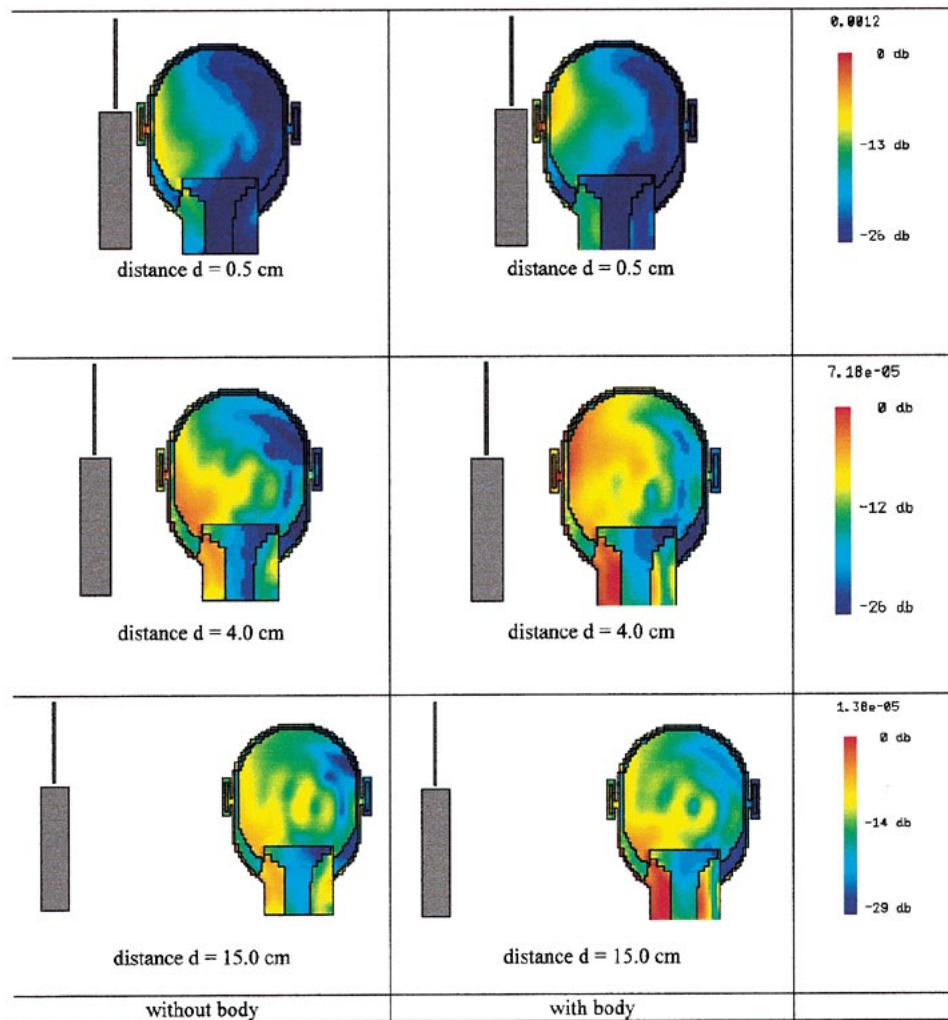 0.0012
0 db
-13 db
-26 db
distance d = 0.5 cm
distance d = 0.5 cm
7.18e-05
0 db
-12 db
-26 db
distance d = 4.0 cm
distance d = 4.0 cm
1.38e-05
0 db
-14 db
-29 db
distance d = 15.0 cm
distance d = 15.0 cm
without body
with body